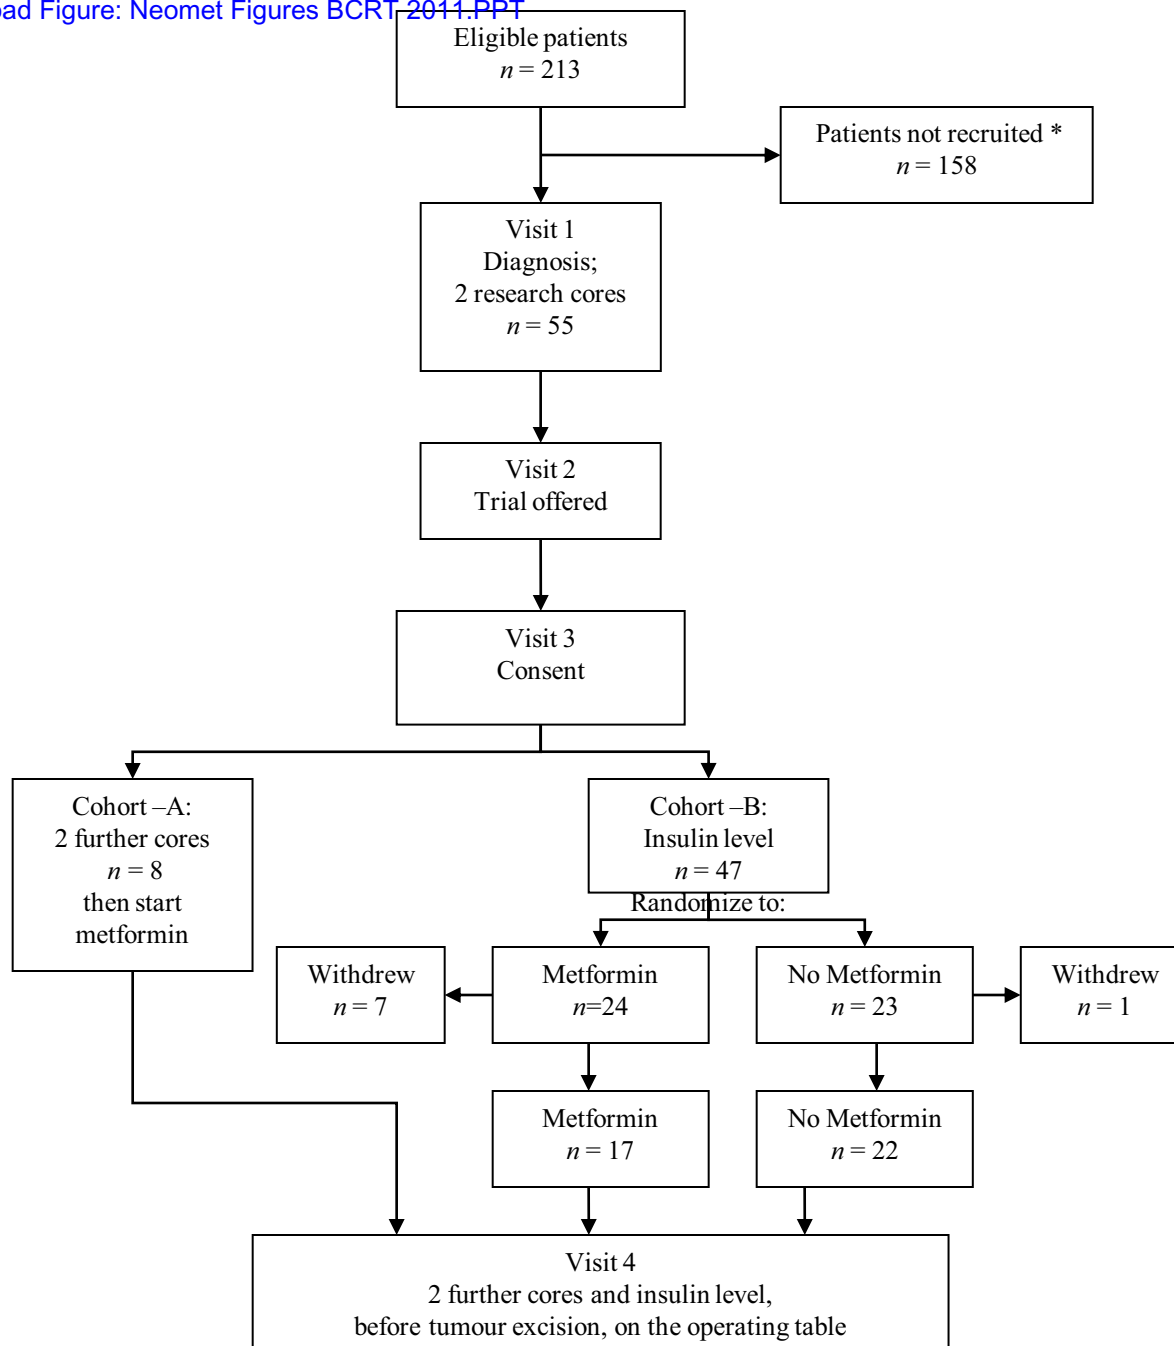 ad Figure: Neomet Figures BCRT 2011.PPT
Eligible patients
n = 213
Patients not recruited *
n = 158
Visit 1
Diagnosis;
2 research cores
n = 55
Visit 2
Trial offered
Visit 3
Consent
Cohort –A:
2 further cores
n = 8
then start
metformin
Cohort –B:
Insulin level
n = 47
Randomize to:
Withdrew
n = 7
Metformin
n=24
No Metformin
n = 23
Withdrew
n = 1
Metformin
n = 17
No Metformin
n = 22
Visit 4
2 further cores and insulin level,
before tumour excision, on the operating table